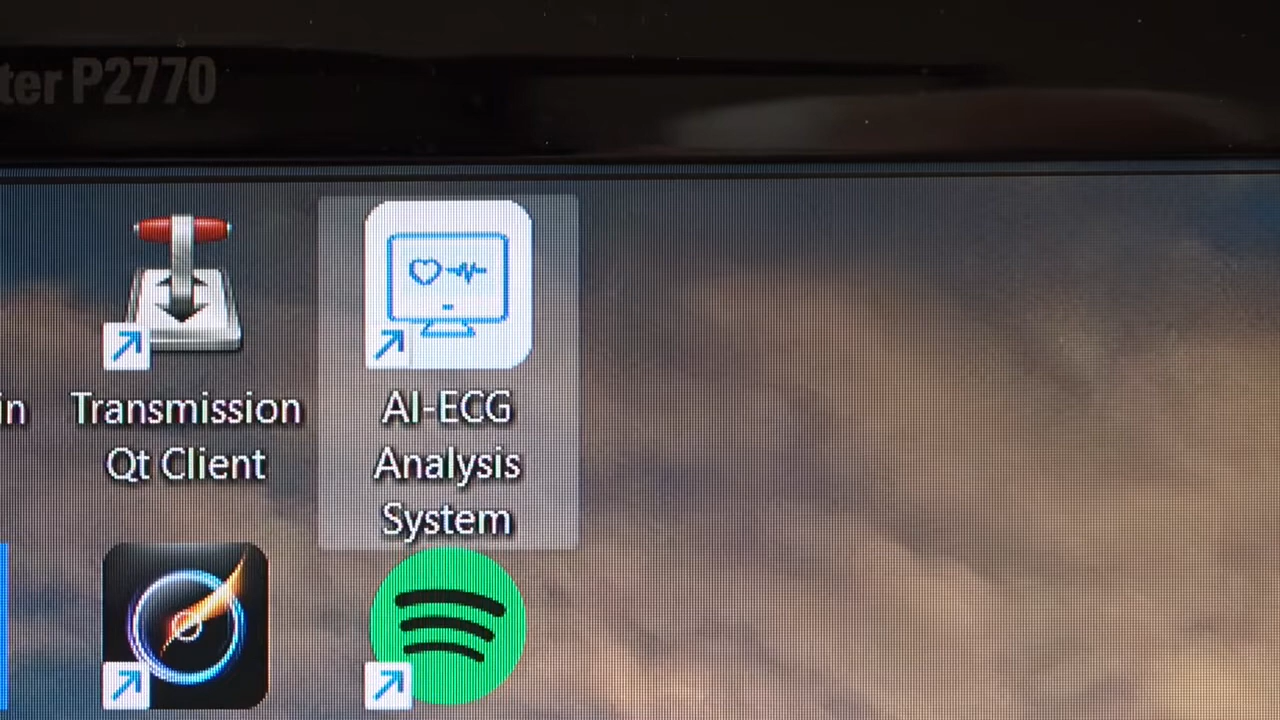 ter P2770
in
Transmission
Qt Client
AI-ECG
Analysis
System